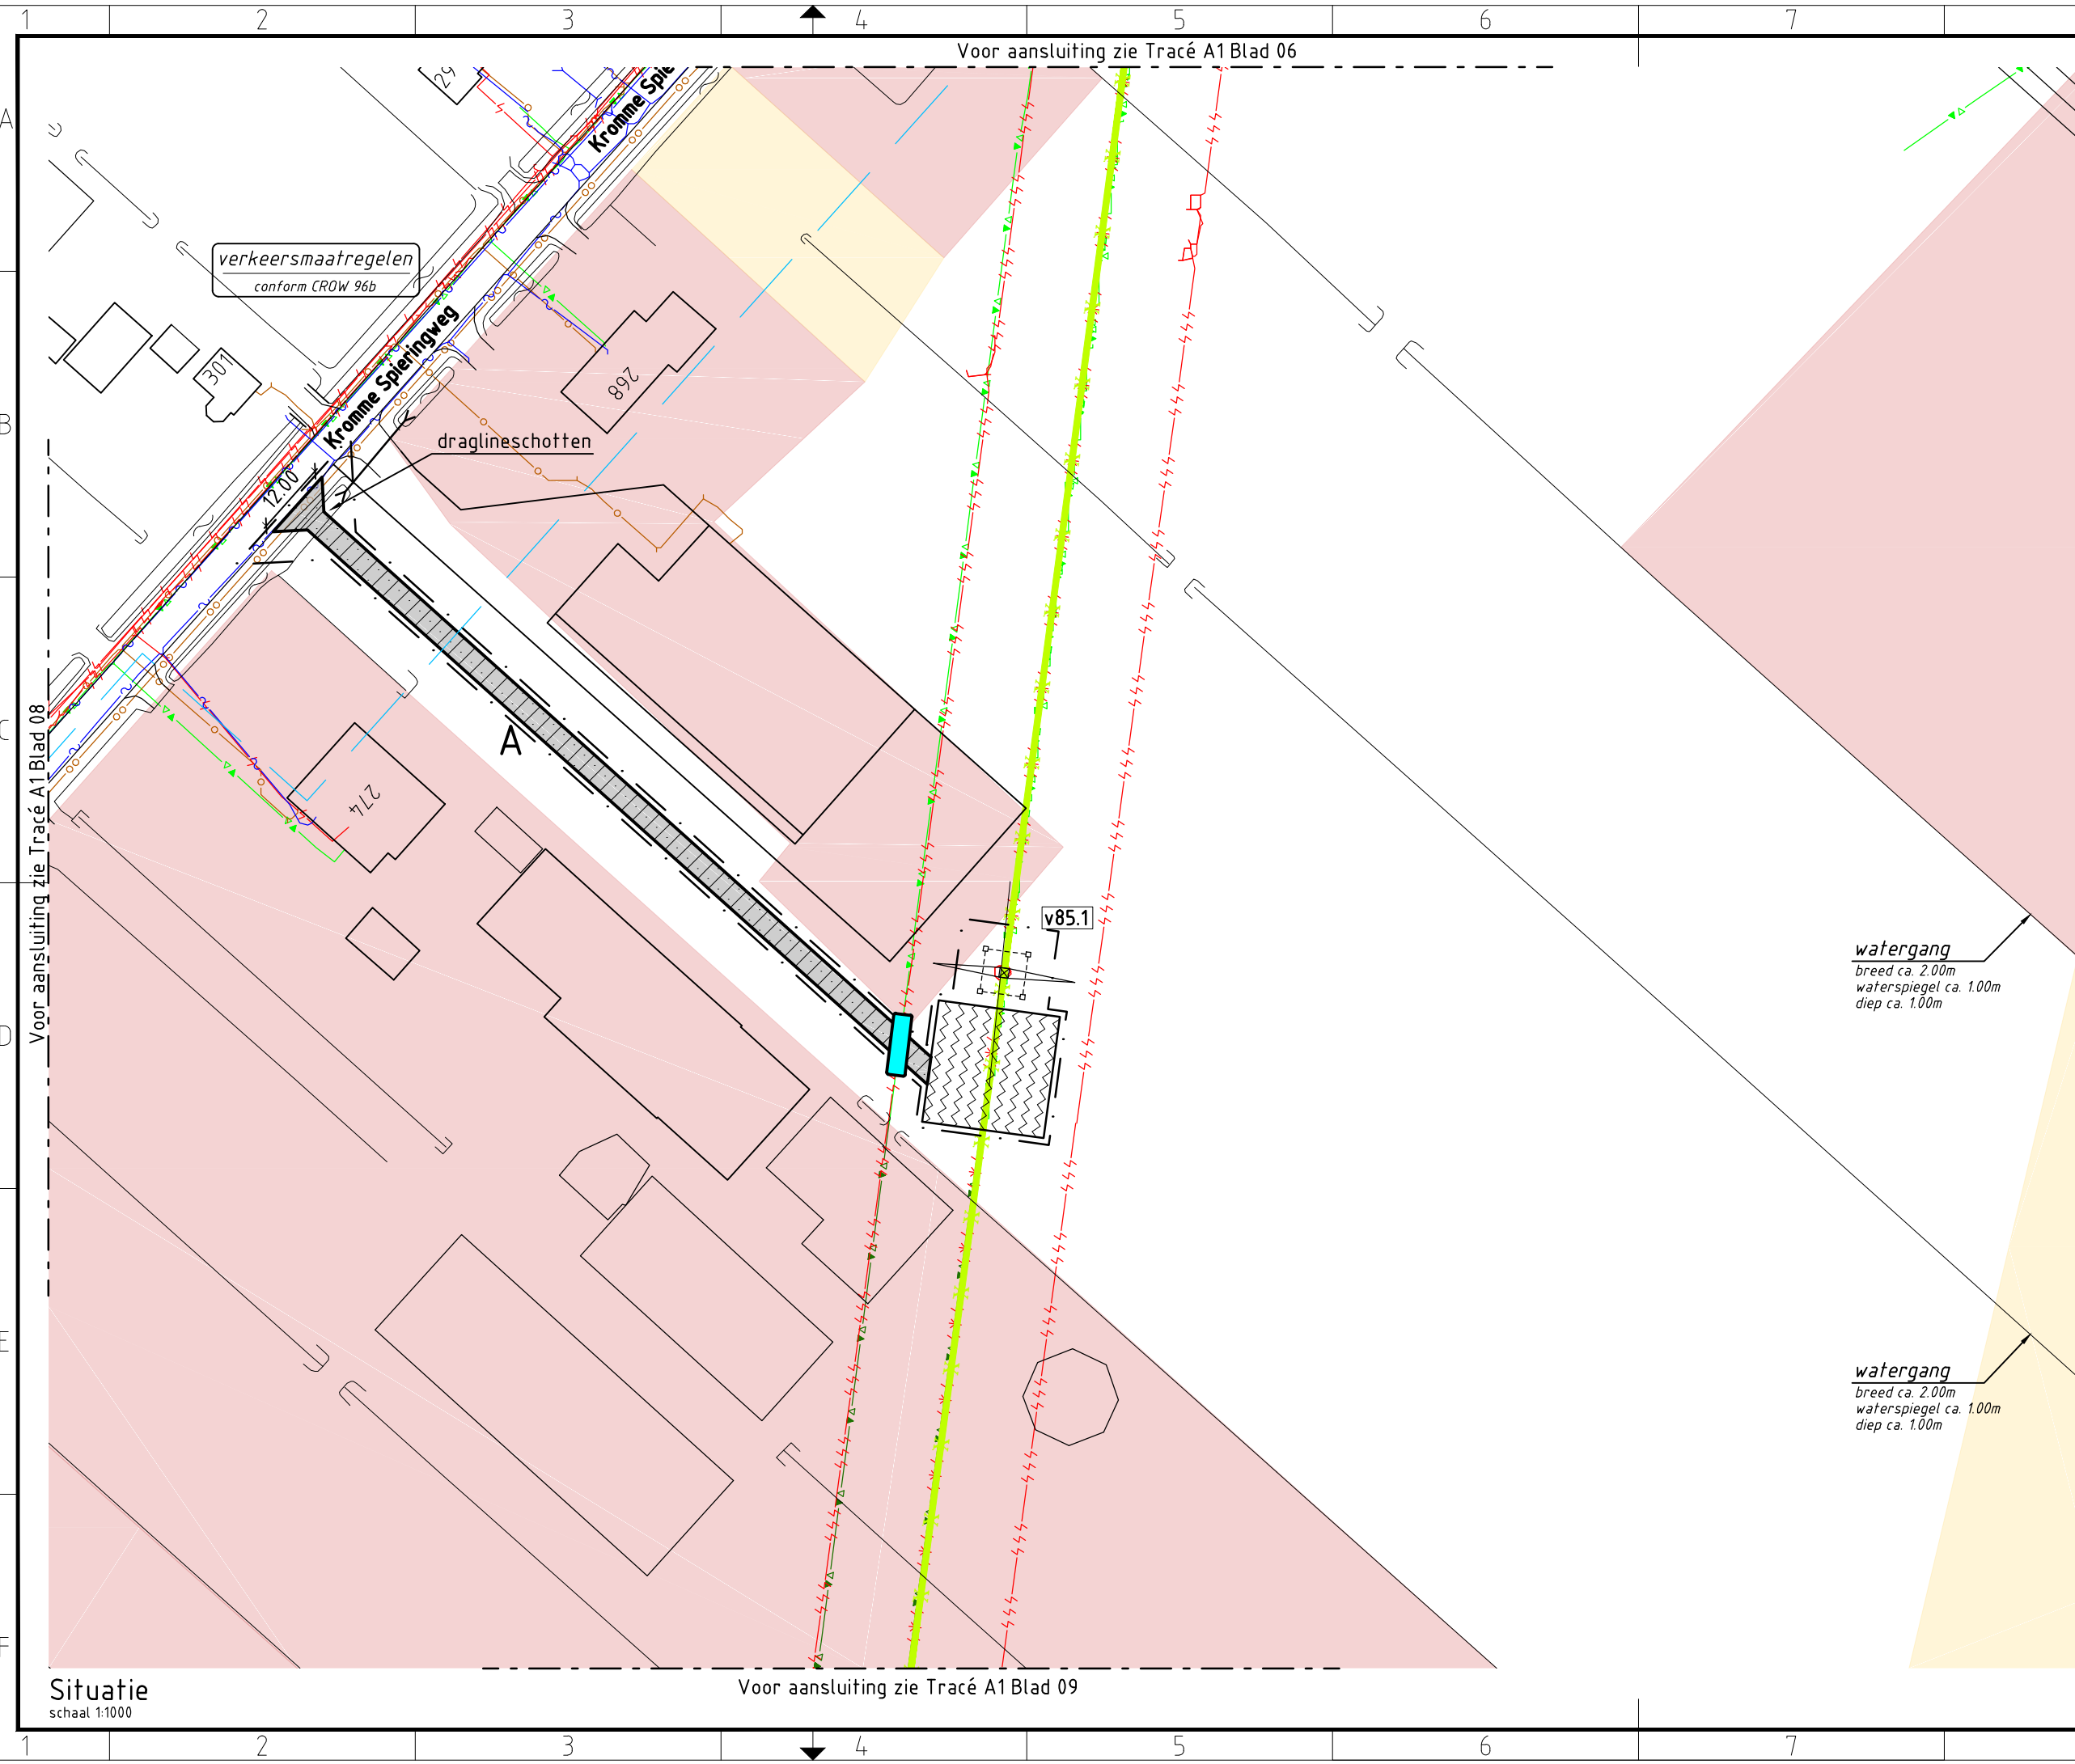 1 2 3 4 5 6 7
Voor aansluiting zie Tracé A1 Blad 06
A
29
Kromme Spie
verkeersmaatregelen
conform CROW 96b
301
Kromme Spieringweg
268
B
draglineschotten
12.00
Voor aansluiting zie Tracé A1 Blad 08
C
A
274
v85.1
watergang
breed ca. 2.00m
waterspiegel ca. 1.00m
diep ca. 1.00m
D
E
watergang
breed ca. 2.00m
waterspiegel ca. 1.00m
diep ca. 1.00m
F
Situatie
schaal 1:1000
Voor aansluiting zie Tracé A1 Blad 09
1 2 3 4 5 6 7